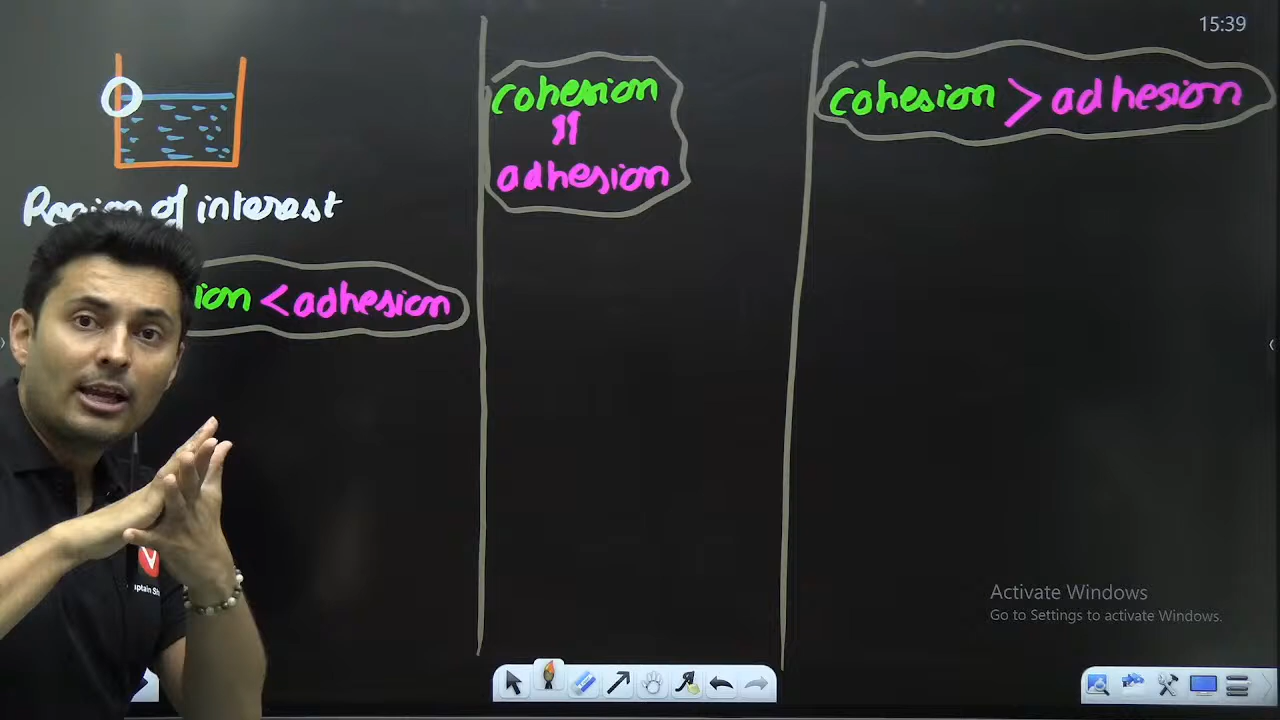 15:39
Region of interest
ion < adhesion
cohesion
=
adhesion
cohesion > adhesion
Activate Windows
Go to Settings to activate Windows.